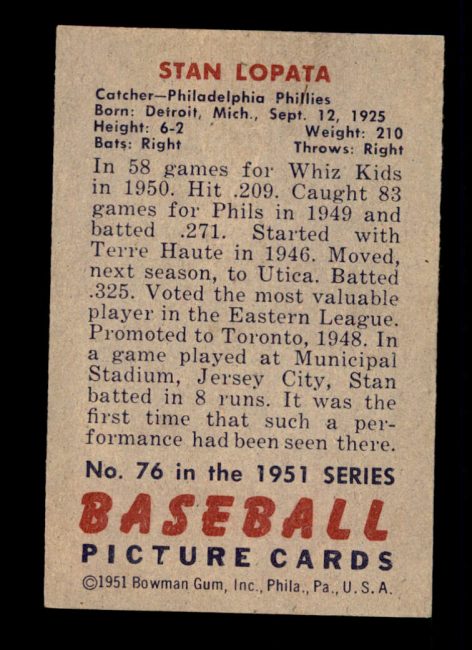 STAN LOPATA
Catcher—Philadelphia Phillies
Born: Detroit, Mich., Sept. 12, 1925
Height: 6-2 Weight: 210
Bats: Right Throws: Right
In 58 games for Whiz Kids
in 1950. Hit .209. Caught 83
games for Phils in 1949 and
batted .271. Started with
Terre Haute in 1946. Moved,
next season, to Utica. Batted
.325. Voted the most valuable
player in the Eastern League.
Promoted to Toronto, 1948. In
a game played at Municipal
Stadium, Jersey City, Stan
batted in 8 runs. It was the
first time that such a per-
formance had been seen there.
No. 76 in the 1951 SERIES
BASEBALL
PICTURE CARDS
©1951 Bowman Gum, Inc., Phila., Pa., U. S. A.